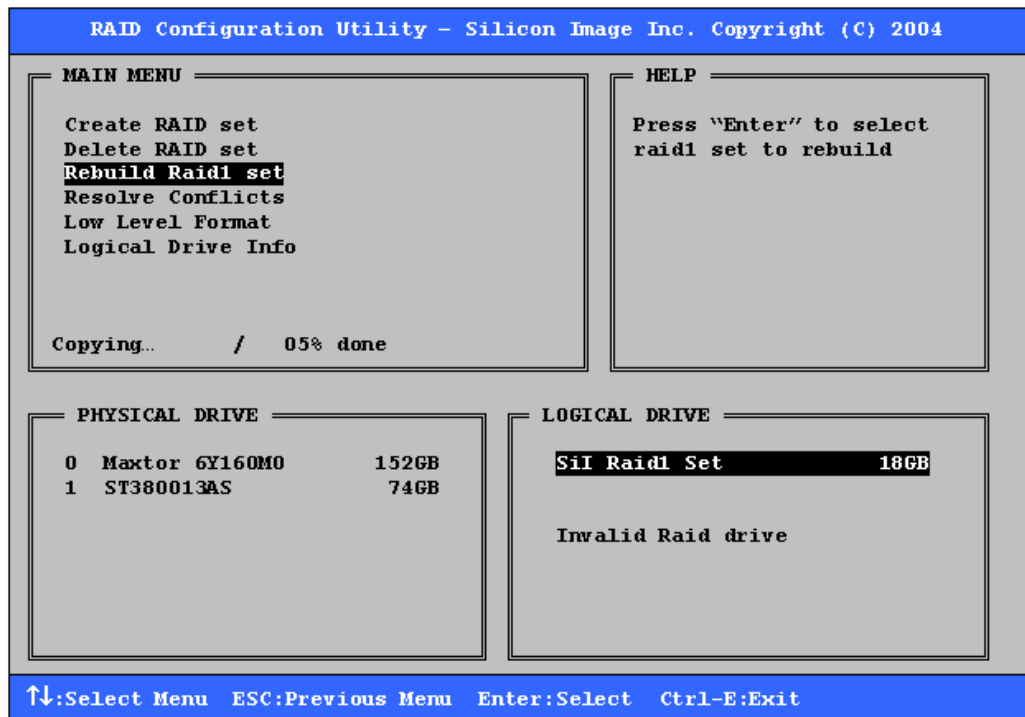 RAID Configuration Utility – Silicon Image Inc. Copyright (C) 2004
MAIN MENU
Create RAID set
Delete RAID set
Rebuild Raid1 set
Resolve Conflicts
Low Level Format
Logical Drive Info
Copying… / 05% done
HELP
Press “Enter” to select
raid1 set to rebuild
PHYSICAL DRIVE
0 Maxtor 6Y160M0 152GB
1 ST380013AS 74GB
LOGICAL DRIVE
SiI Raid1 Set 18GB
Invalid Raid drive
↑↓:Select Menu ESC:Previous Menu Enter:Select Ctrl-E:Exit